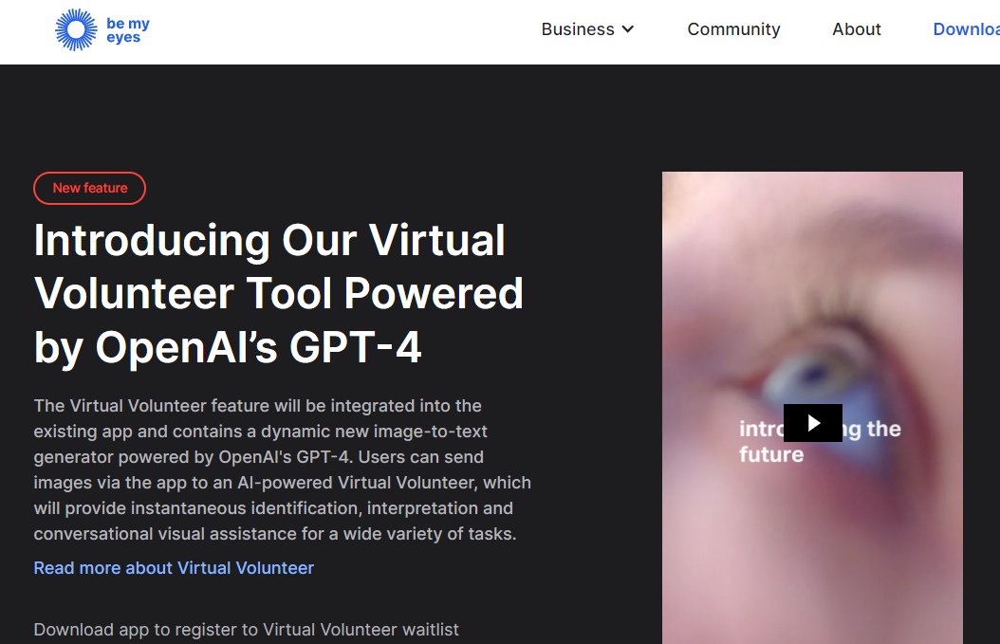 be my
eyes
Business
Community
About
New feature
Introducing Our Virtual
Volunteer Tool Powered
by OpenAI’s GPT-4
The Virtual Volunteer feature will be integrated into the
existing app and contains a dynamic new image-to-text
generator powered by OpenAI's GPT-4. Users can send
images via the app to an AI-powered Virtual Volunteer, which
will provide instantaneous identification, interpretation and
conversational visual assistance for a wide variety of tasks.
Read more about Virtual Volunteer
Download app to register to Virtual Volunteer waitlist
the
future